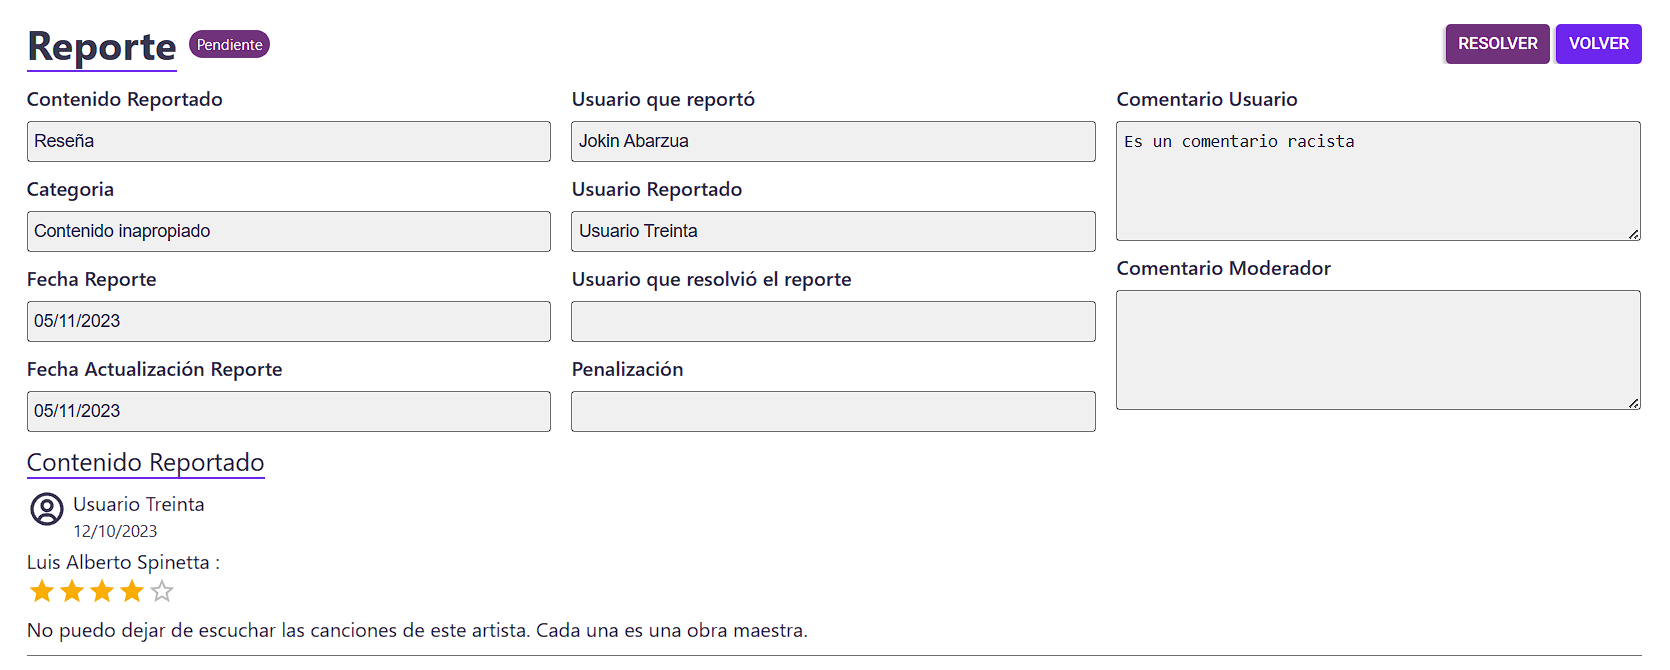 Reporte
Pendiente
RESOLVER
VOLVER
Contenido Reportado
Reseña
Categoria
Contenido inapropiado
Fecha Reporte
05/11/2023
Fecha Actualización Reporte
05/11/2023
Usuario que reportó
Jokin Abarzua
Usuario Reportado
Usuario Treinta
Usuario que resolvió el reporte
Penalización
Comentario Usuario
Es un comentario racista
Comentario Moderador
Contenido Reportado
Usuario Treinta
12/10/2023
Luis Alberto Spinetta :
No puedo dejar de escuchar las canciones de este artista. Cada una es una obra maestra.